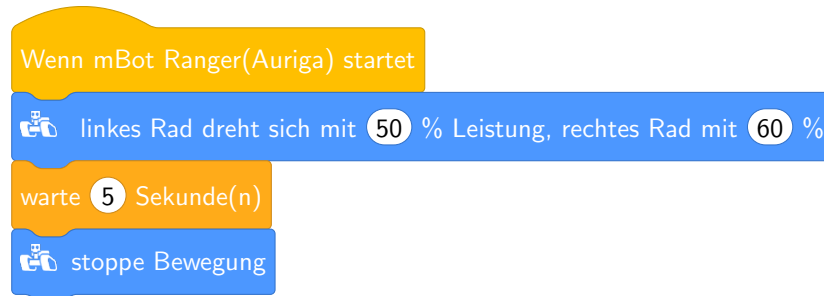 Wenn mBot Ranger(Auriga) startet
linkes Rad dreht sich mit 50 % Leistung, rechtes Rad mit 60 %
warte 5 Sekunde(n)
stoppe Bewegung